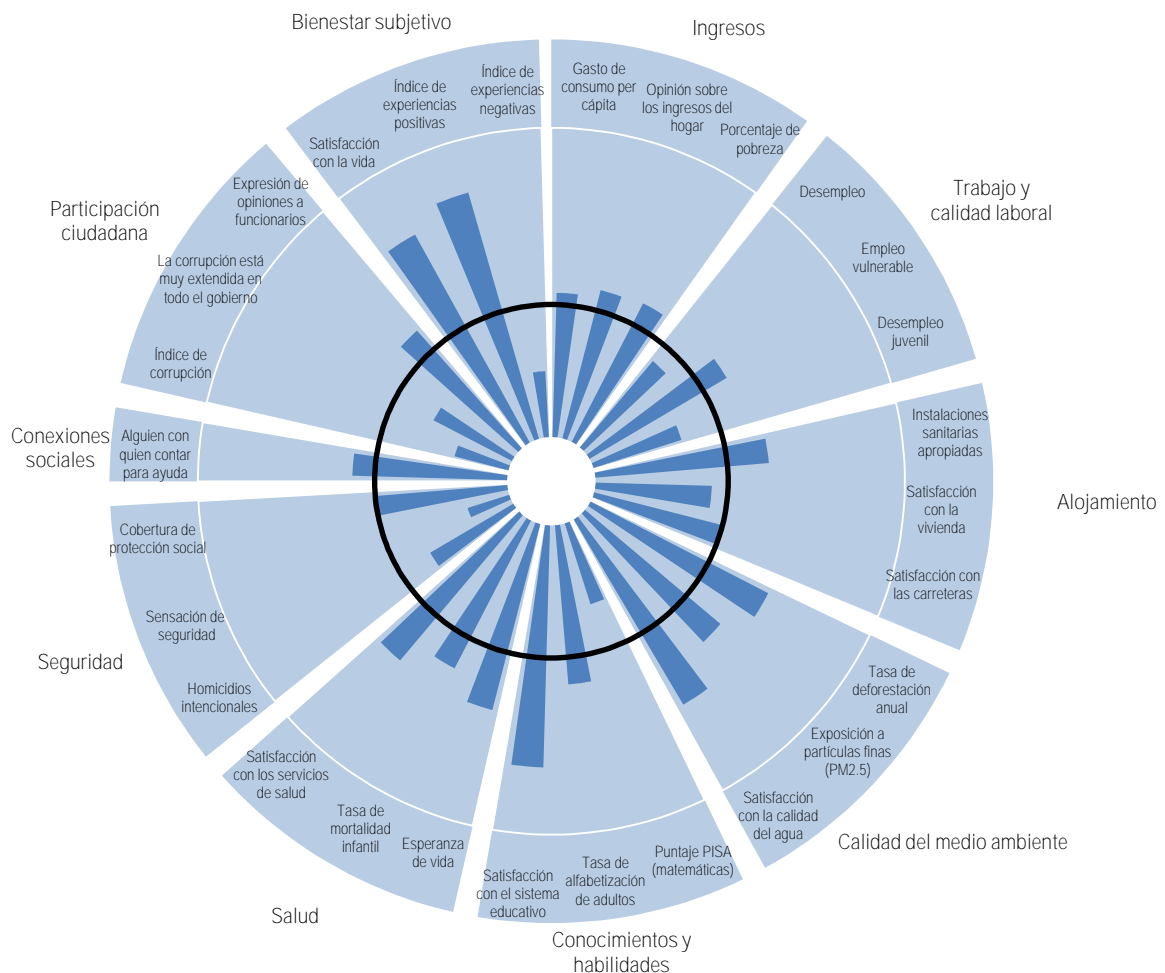 Bienestar subjetivo
Índice de
experiencias
negativas
Índice de
experiencias
positivas
Satisfacción
con la vida
Ingresos
Gasto de
consumo per
cápita
Opinión sobre
los ingresos del
hogar
Porcentaje de
pobreza
Trabajo y
calidad laboral
Desempleo
Empleo
vulnerable
Desempleo
juvenil
Alojamiento
Instalaciones
sanitarias
apropiadas
Satisfacción
con la
vivienda
Satisfacción con
las carreteras
Calidad del medio ambiente
Tasa de
deforestación
anual
Exposición a
partículas finas
(PM2.5)
Satisfacción
con la calidad
del agua
Conocimientos y
habilidades
Puntaje PISA
(matemáticas)
Tasa de
alfabetización
de adultos
Satisfacción
con el sistema
educativo
Salud
Esperanza
de vida
Tasa de
mortalidad
infantil
Satisfacción
con los servicios
de salud
Seguridad
Homicidios
intencionales
Sensación de
seguridad
Cobertura de
protección social
Conexiones
sociales
Alguien con
quien contar
para ayuda
Participación
ciudadana
Índice de
corrupción
La corrupción está
muy extendida en
todo el gobierno
Expresión de
opiniones a
funcionarios